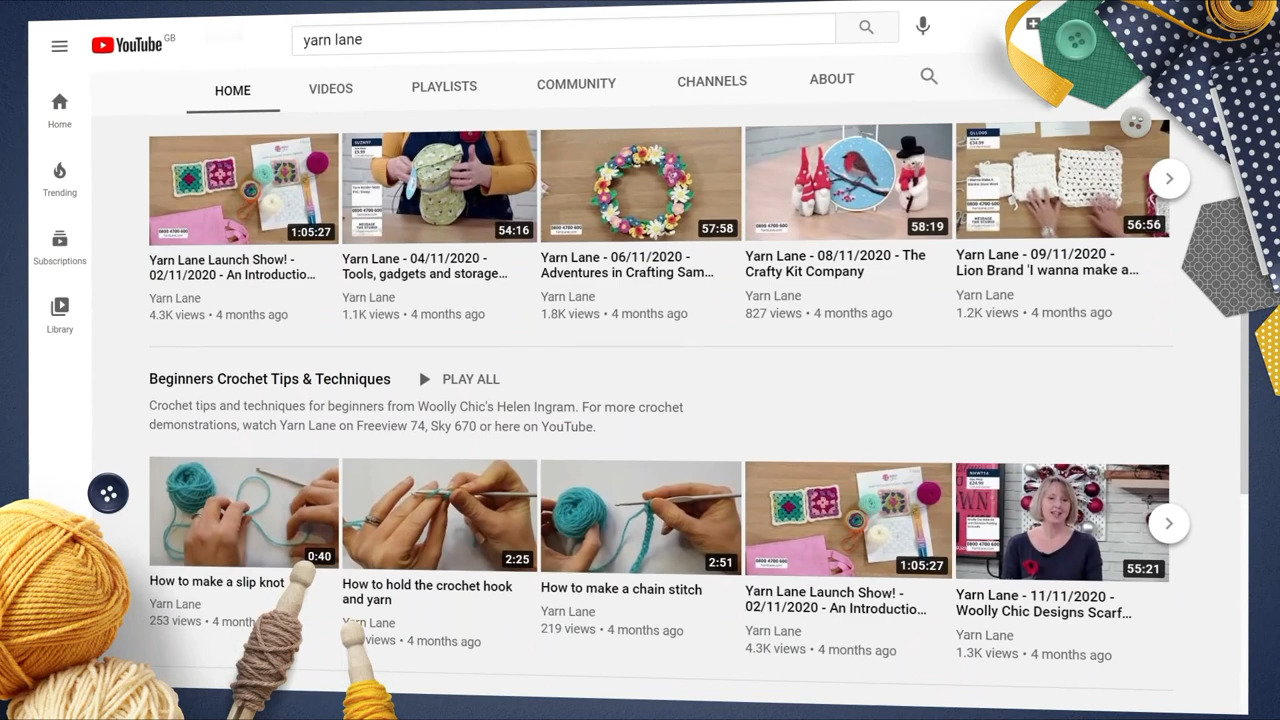 YouTube GB
yarn lane
HOME VIDEOS PLAYLISTS COMMUNITY CHANNELS ABOUT
Home
Trending
Subscriptions
Library
1:05:27
54:16
57:58
58:19
56:56
Yarn Lane Launch Show! -
02/11/2020 - An Introductio...
Yarn Lane
4.3K views • 4 months ago
Yarn Lane - 04/11/2020 -
Tools, gadgets and storage...
Yarn Lane
1.1K views • 4 months ago
Yarn Lane - 06/11/2020 -
Adventures in Crafting Sam...
Yarn Lane
1.8K views • 4 months ago
Yarn Lane - 08/11/2020 - The
Crafty Kit Company
Yarn Lane
827 views • 4 months ago
Yarn Lane - 09/11/2020 -
Lion Brand 'I wanna make a...
Yarn Lane
1.2K views • 4 months ago
Beginners Crochet Tips & Techniques PLAY ALL
Crochet tips and techniques for beginners from Woolly Chic's Helen Ingram. For more crochet
demonstrations, watch Yarn Lane on Freeview 74, Sky 670 or here on YouTube.
0:40
2:25
2:51
1:05:27
55:21
How to make a slip knot
Yarn Lane
253 views • 4 month
How to hold the crochet hook
and yarn
Yarn Lane
views • 4 months ago
How to make a chain stitch
Yarn Lane
219 views • 4 months ago
Yarn Lane Launch Show! -
02/11/2020 - An Introductio...
Yarn Lane
4.3K views • 4 months ago
Yarn Lane - 11/11/2020 -
Woolly Chic Designs Scarf...
Yarn Lane
1.3K views • 4 months ago